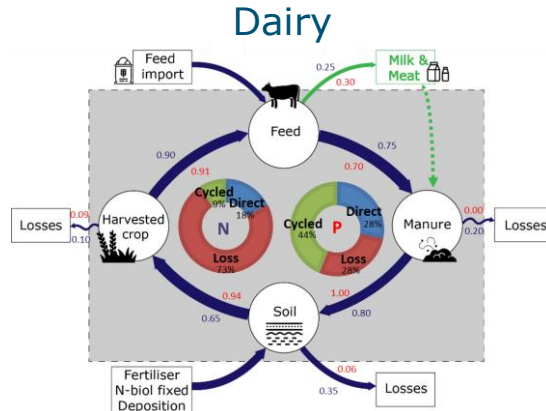 Dairy
Feed
import
0.25
0.30
Milk &
Meat
Feed
0.90
0.91
0.75
0.70
Cycled
9%
Direct
18%
N
Loss
73%
Cycled
44%
Direct
28%
P
Loss
28%
Losses
0.09
0.10
Harvested
crop
Manure
0.00
0.20
Losses
0.94
0.65
Soil
1.00
0.80
Fertiliser
N-biol fixed
Deposition
0.06
0.35
Losses